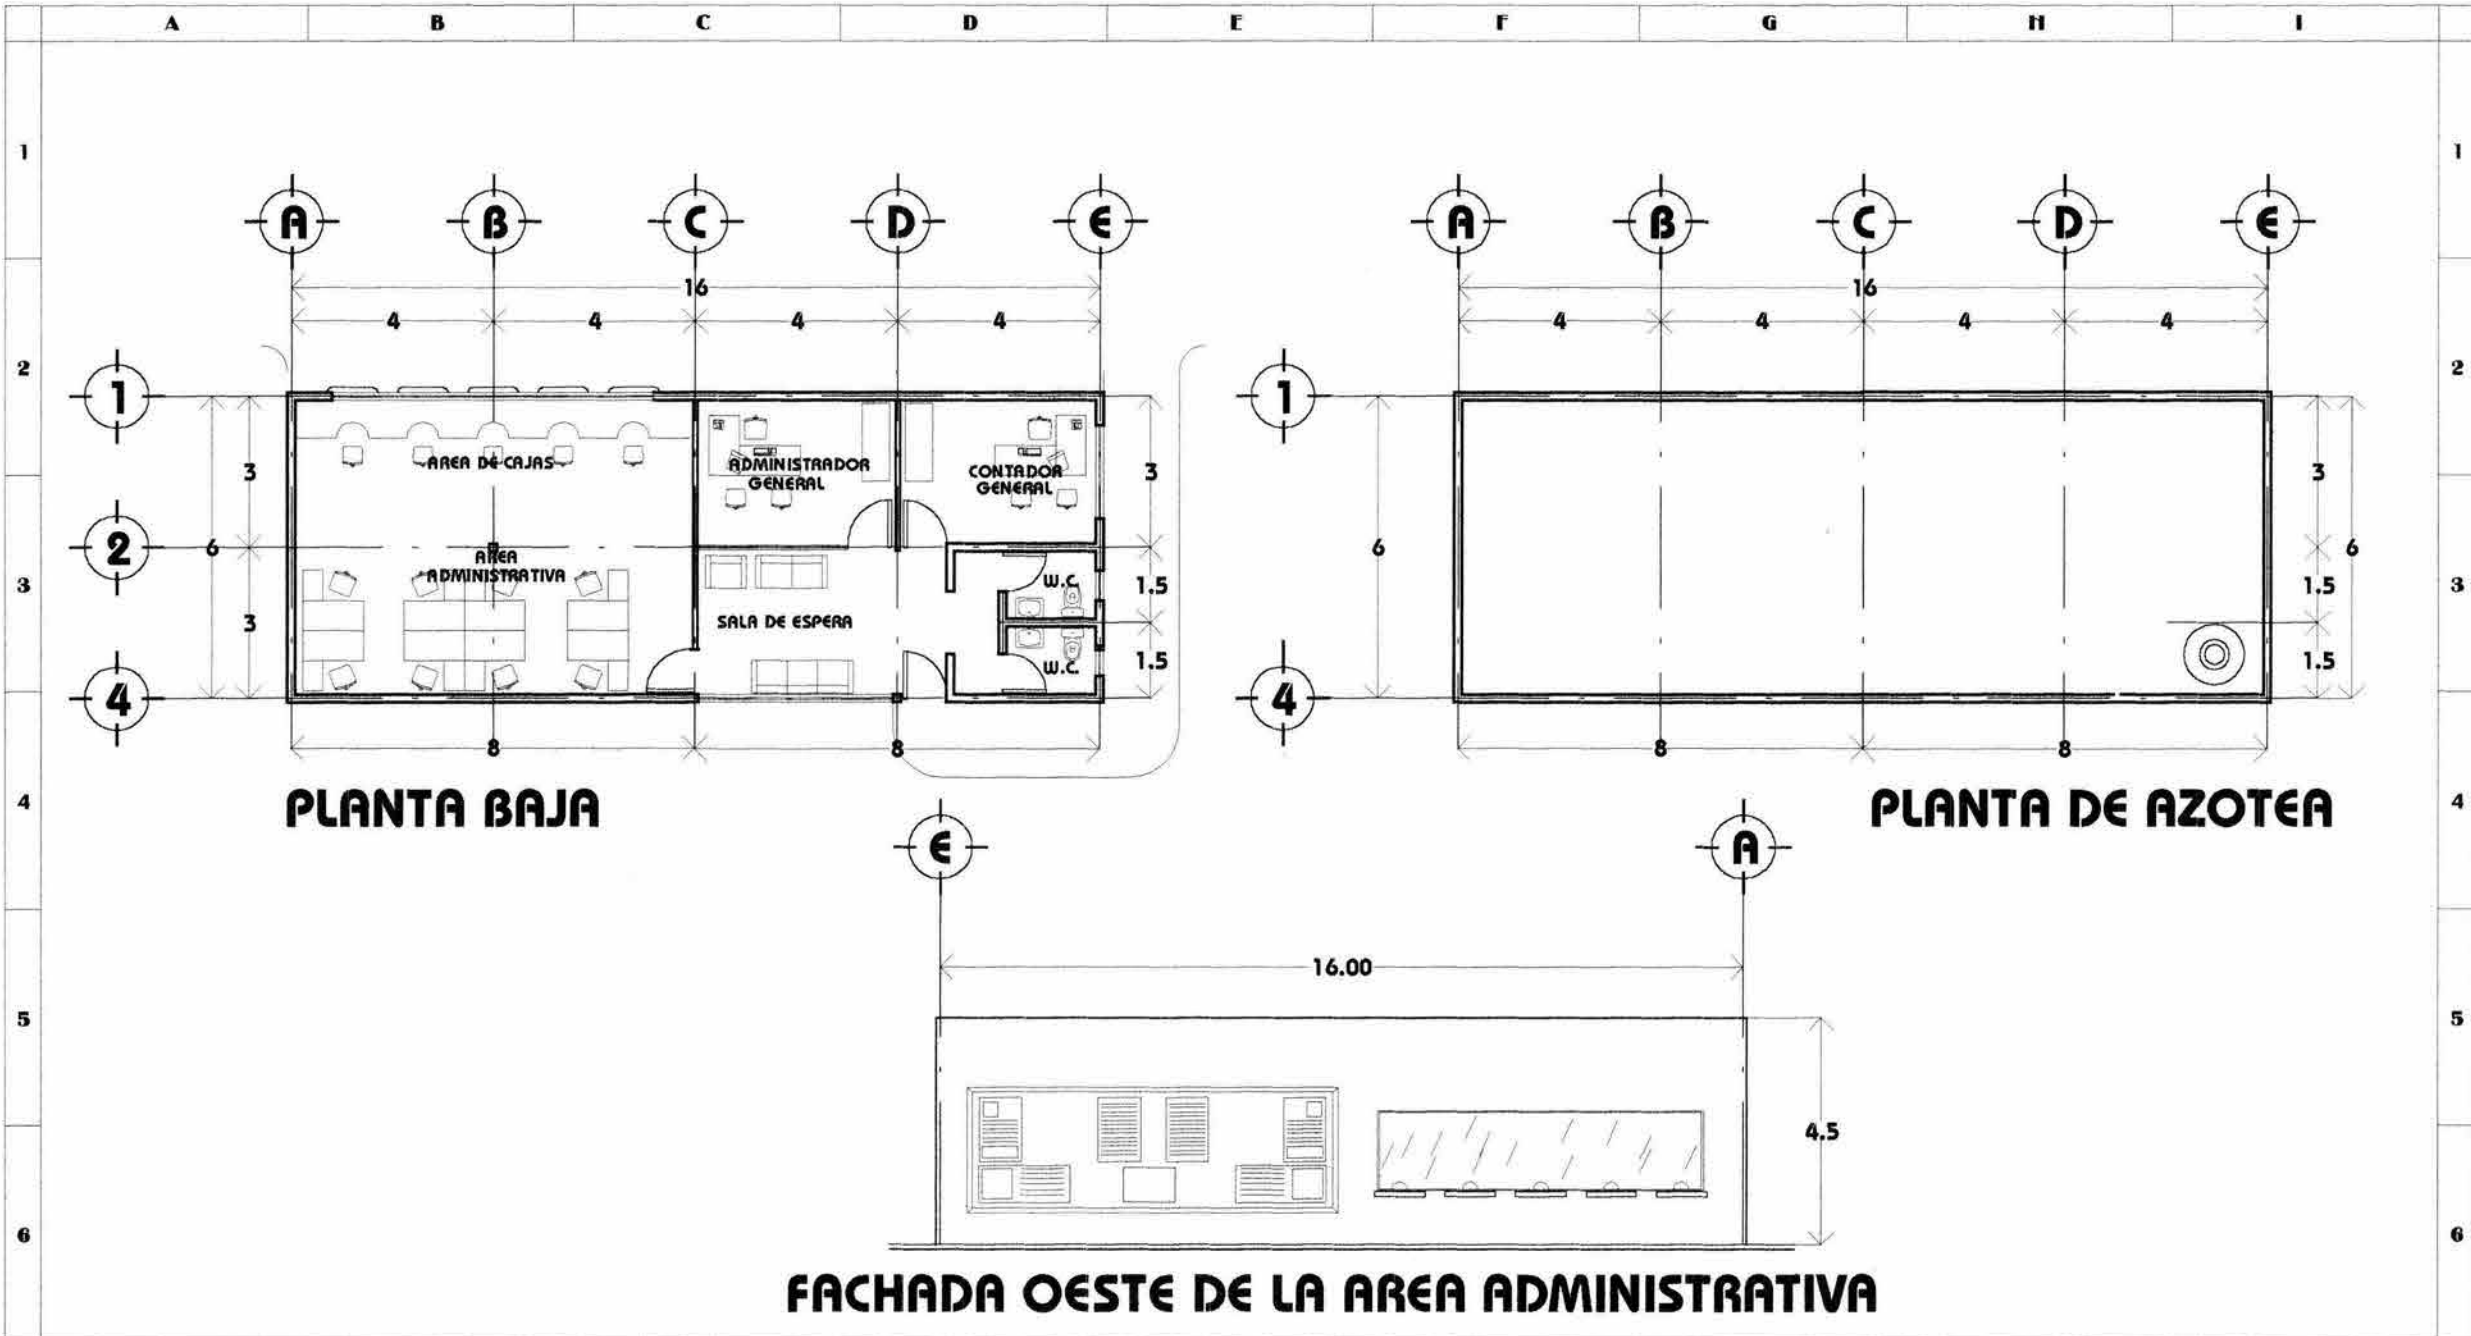 A B C D E F G H I
1 1
A B C D E A B C D E
16 16
4 4 4 4 4 4 4 4
2 2
1 1
3 3 3
AREA DE CAJAS
ADMINISTRADOR
GENERAL
CONTADOR
GENERAL
2 6 6 6
AREA
ADMINISTRATIVA
W.C.
1.5 1.5
3 3
3 SALA DE ESPERA
W.C.
1.5 1.5
4 4
8 8 8 8
4 4
PLANTA BAJA
PLANTA DE AZOTEA
E A
16.00
5 5
4.5
6 6
FACHADA OESTE DE LA AREA ADMINISTRATIVA